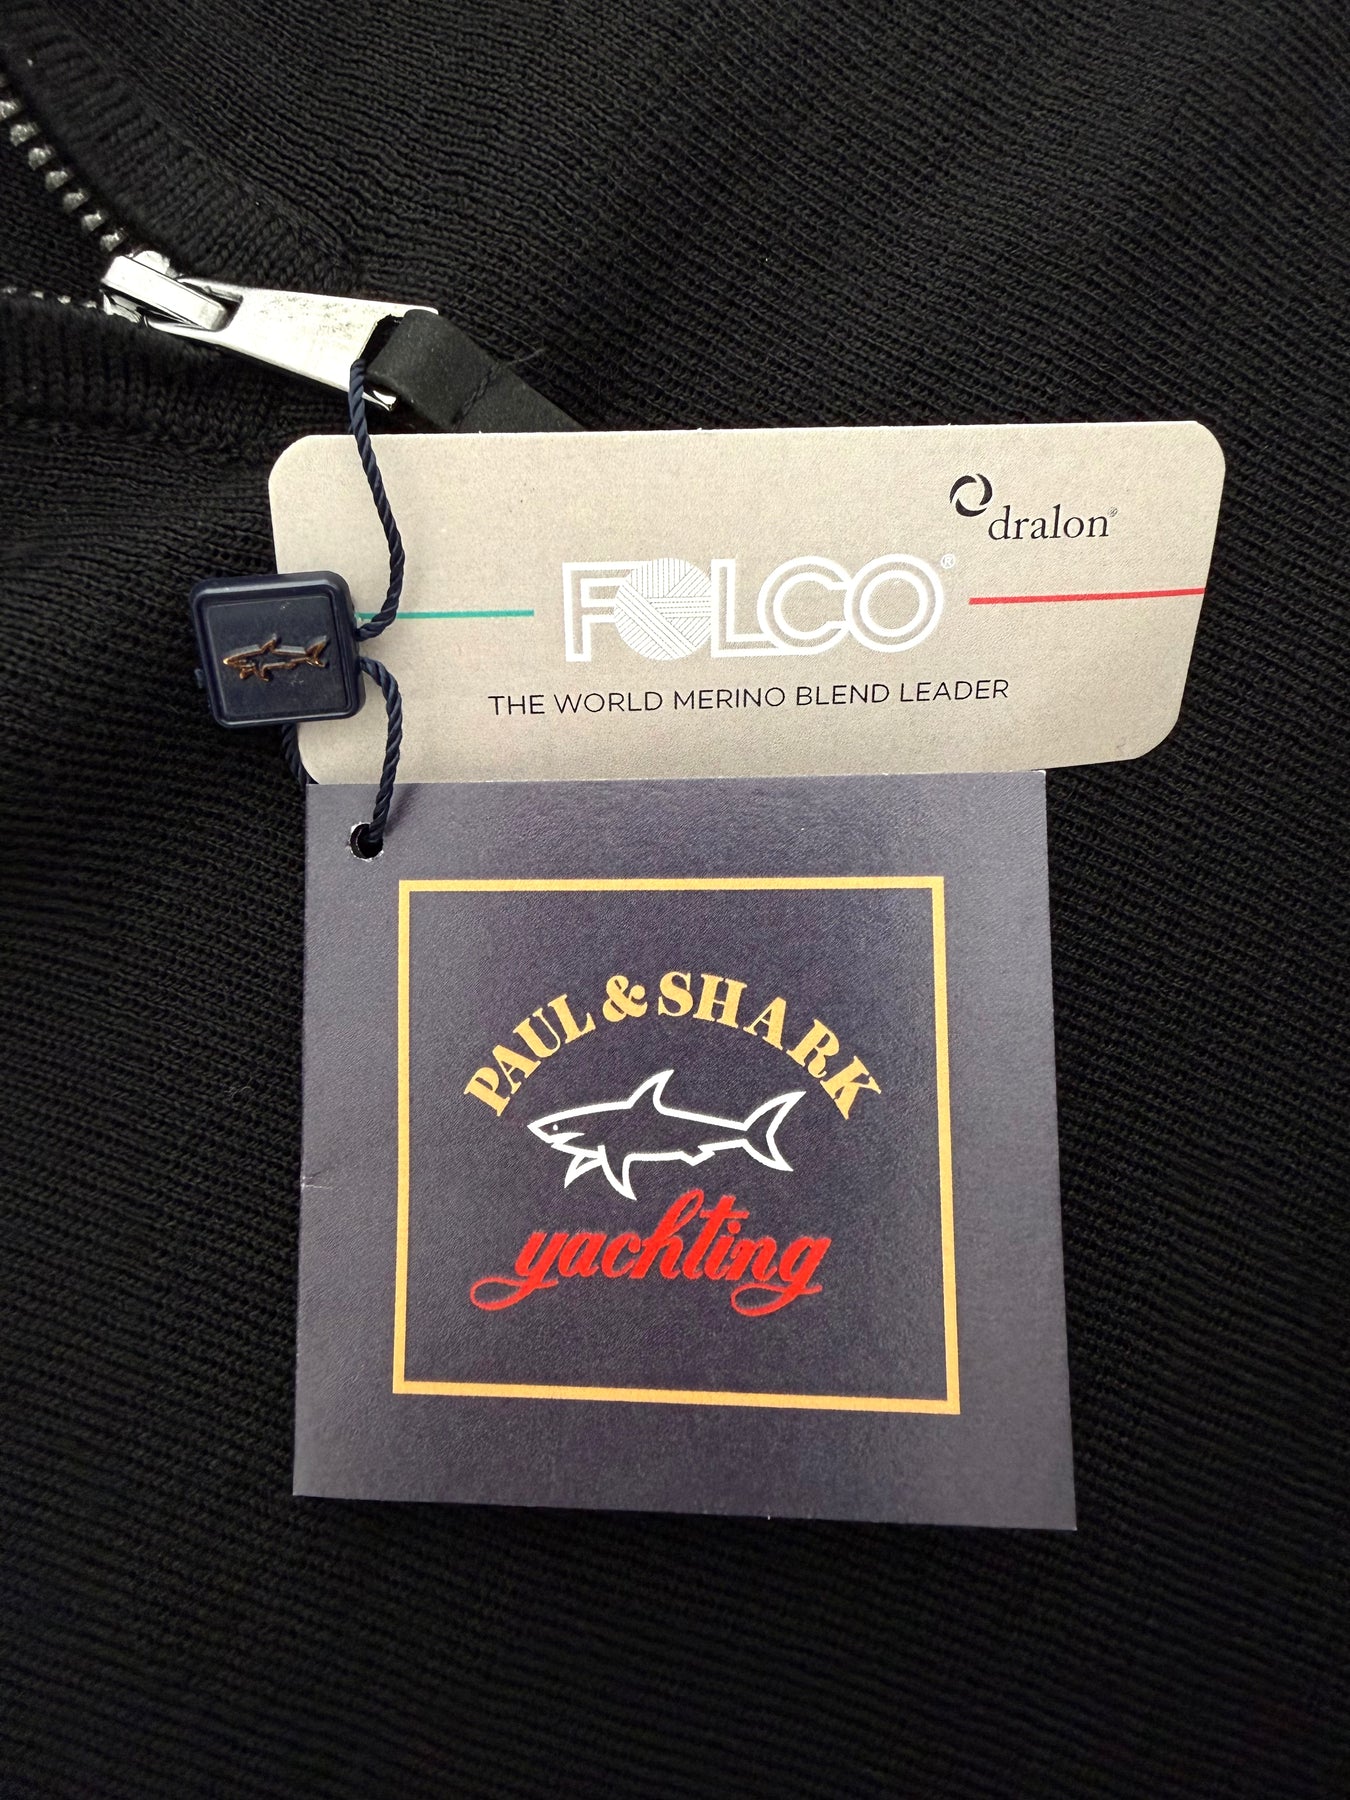 dralon®
FOLCO®
THE WORLD MERINO BLEND LEADER
PAUL & SHARK
yachting